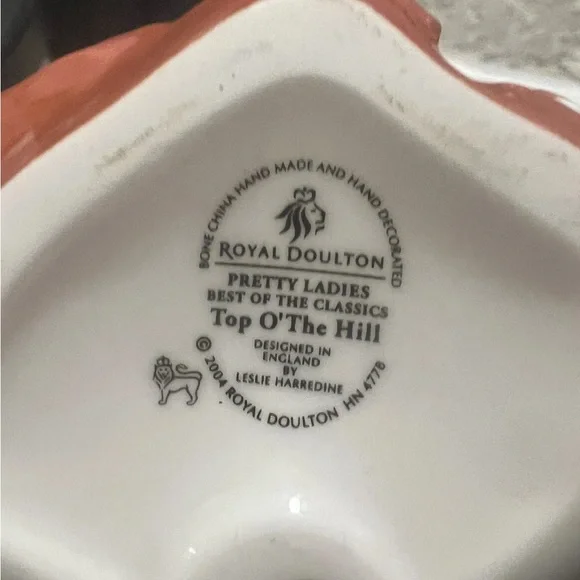 BONE CHINA HAND MADE AND HAND DECORATED
ROYAL DOULTON
PRETTY LADIES
BEST OF THE CLASSICS
Top O'The Hill
DESIGNED IN
ENGLAND
BY
LESLIE HARREDINE
© 2004 ROYAL DOULTON HN 4778